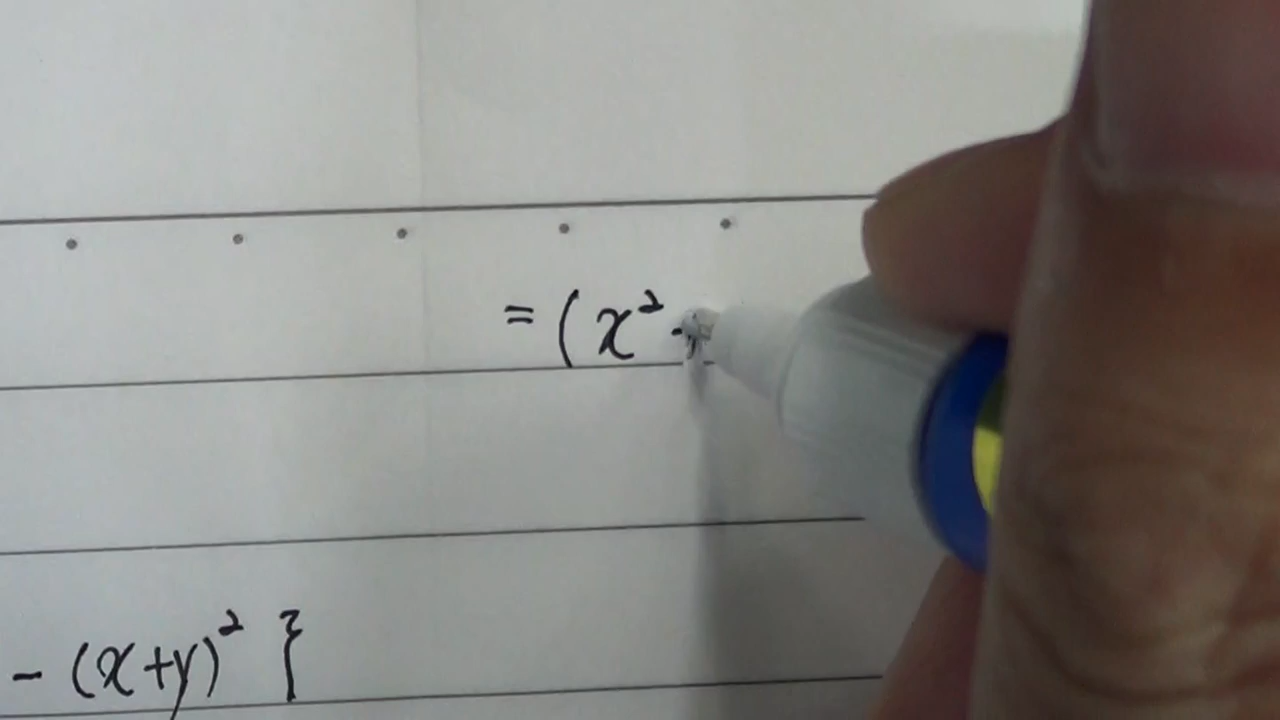 = (x²
- (x+y)² }